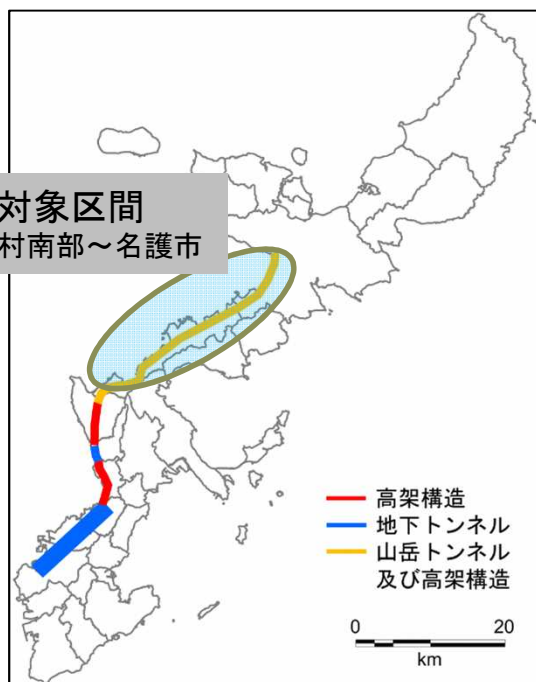 対象区間
村南部～名護市
高架構造
地下トンネル
山岳トンネル
及び高架構造
0 20
km